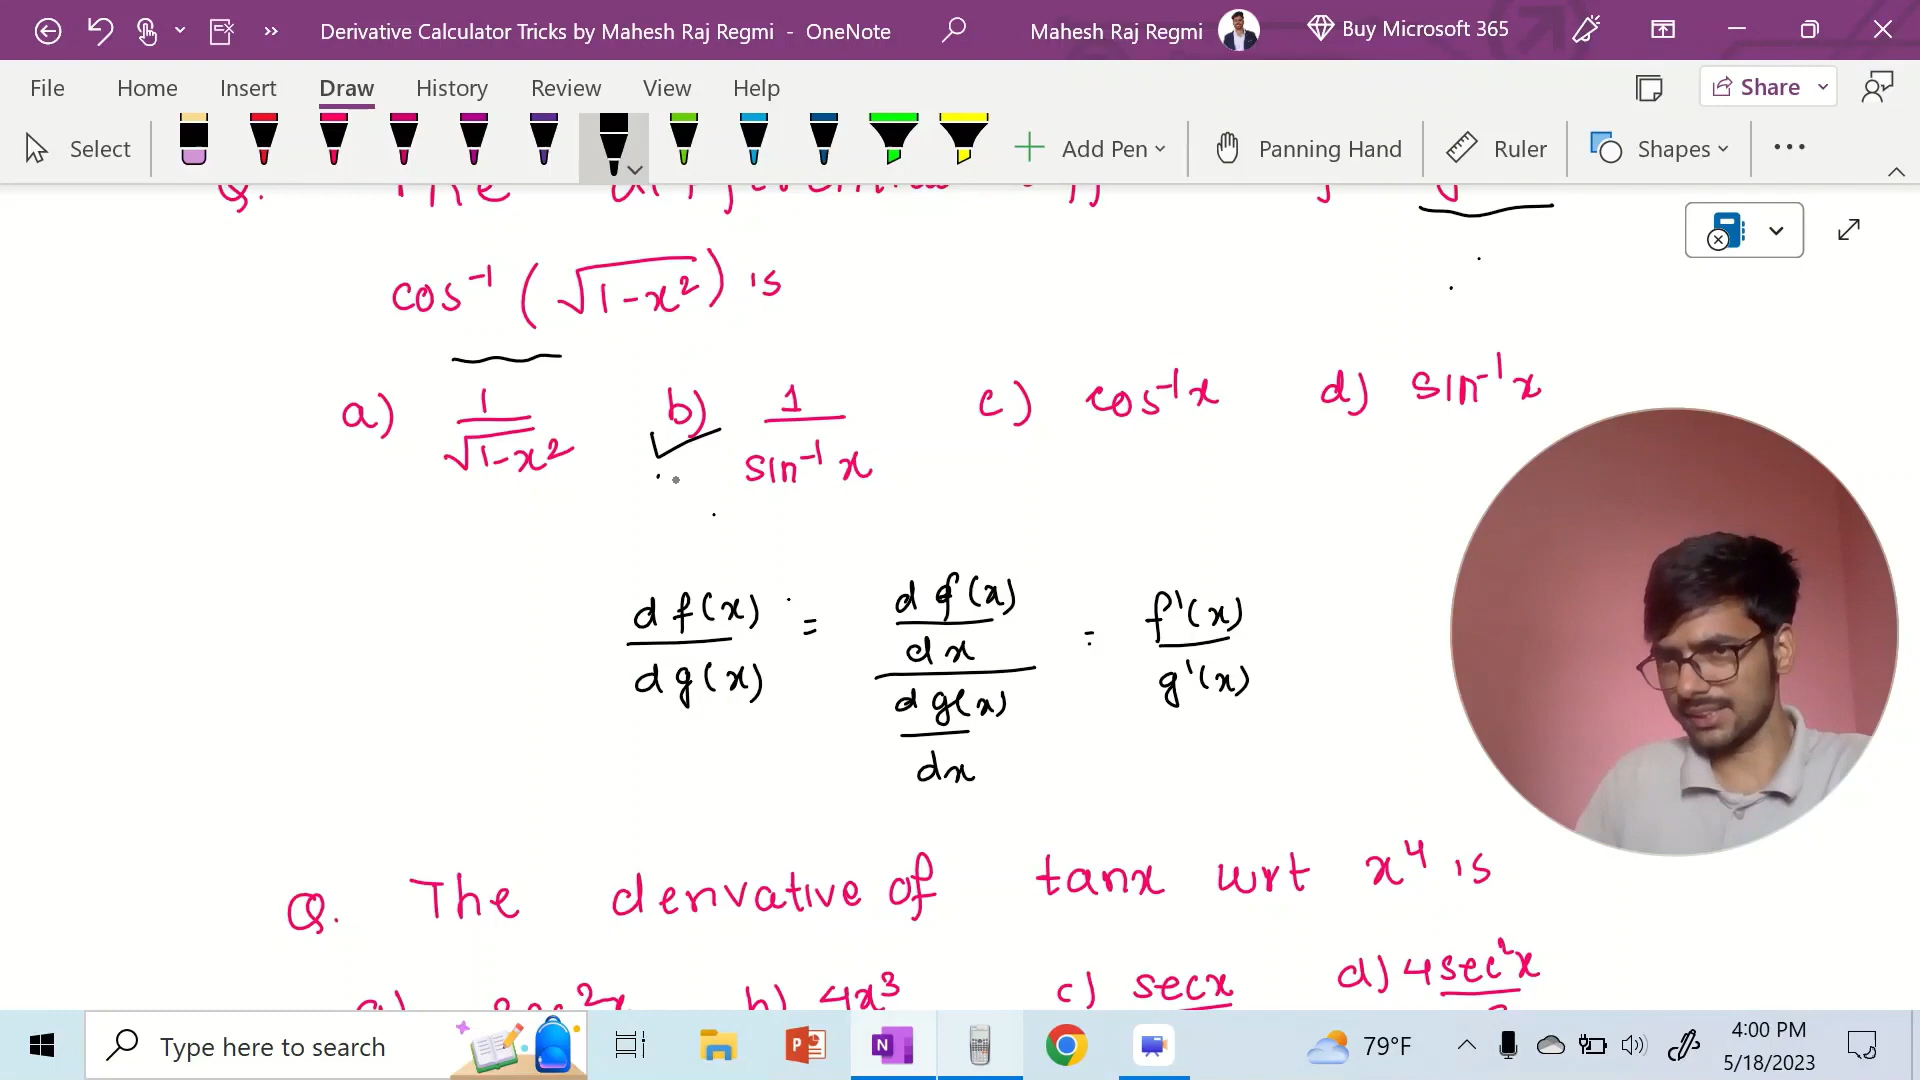 Derivative Calculator Tricks by Mahesh Raj Regmi - OneNote
Mahesh Raj Regmi
Buy Microsoft 365
File Home Insert Draw History Review View Help
Share
Select
Add Pen
Panning Hand
Ruler
Shapes
Q. The
cos⁻¹ (√1-x²) is
a) 1/√1-x² b) 1/sin⁻¹x c) cos⁻¹x d) sin⁻¹x
d f(x)/d g(x) = (d f(x)/dx)/(d g(x)/dx) = f'(x)/g'(x)
Q. The derivative of tanx wrt x⁴ is
b) 4x³ c) secx d) 4sec²x
Type here to search
79°F
4:00 PM
5/18/2023